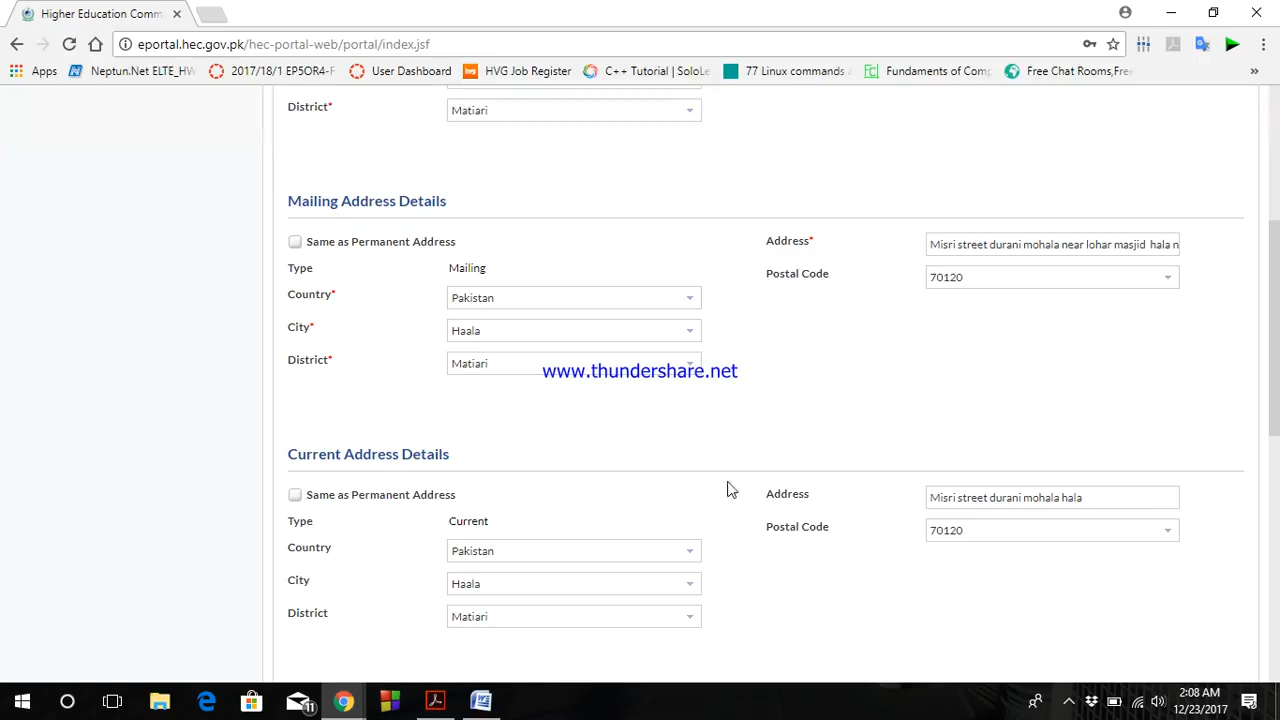 Higher Education Comm
eportal.hec.gov.pk/hec-portal-web/portal/index.jsf
Apps Neptun.Net ELTE_HW 2017/18/1 EP5CR4-F User Dashboard HVG Job Register C++ Tutorial | SoloLe 77 Linux commands a Fundaments of Comp Free Chat Rooms,Fre »
District* Matiari
Mailing Address Details
Same as Permanent Address
Address* Misri street durani mohala near lohar masjid hala n
Type Mailing
Postal Code 70120
Country* Pakistan
City* Haala
District* Matiari
www.thundershare.net
Current Address Details
Same as Permanent Address
Address Misri street durani mohala hala
Type Current
Postal Code 70120
Country Pakistan
City Haala
District Matiari
11
2:08 AM
12/23/2017